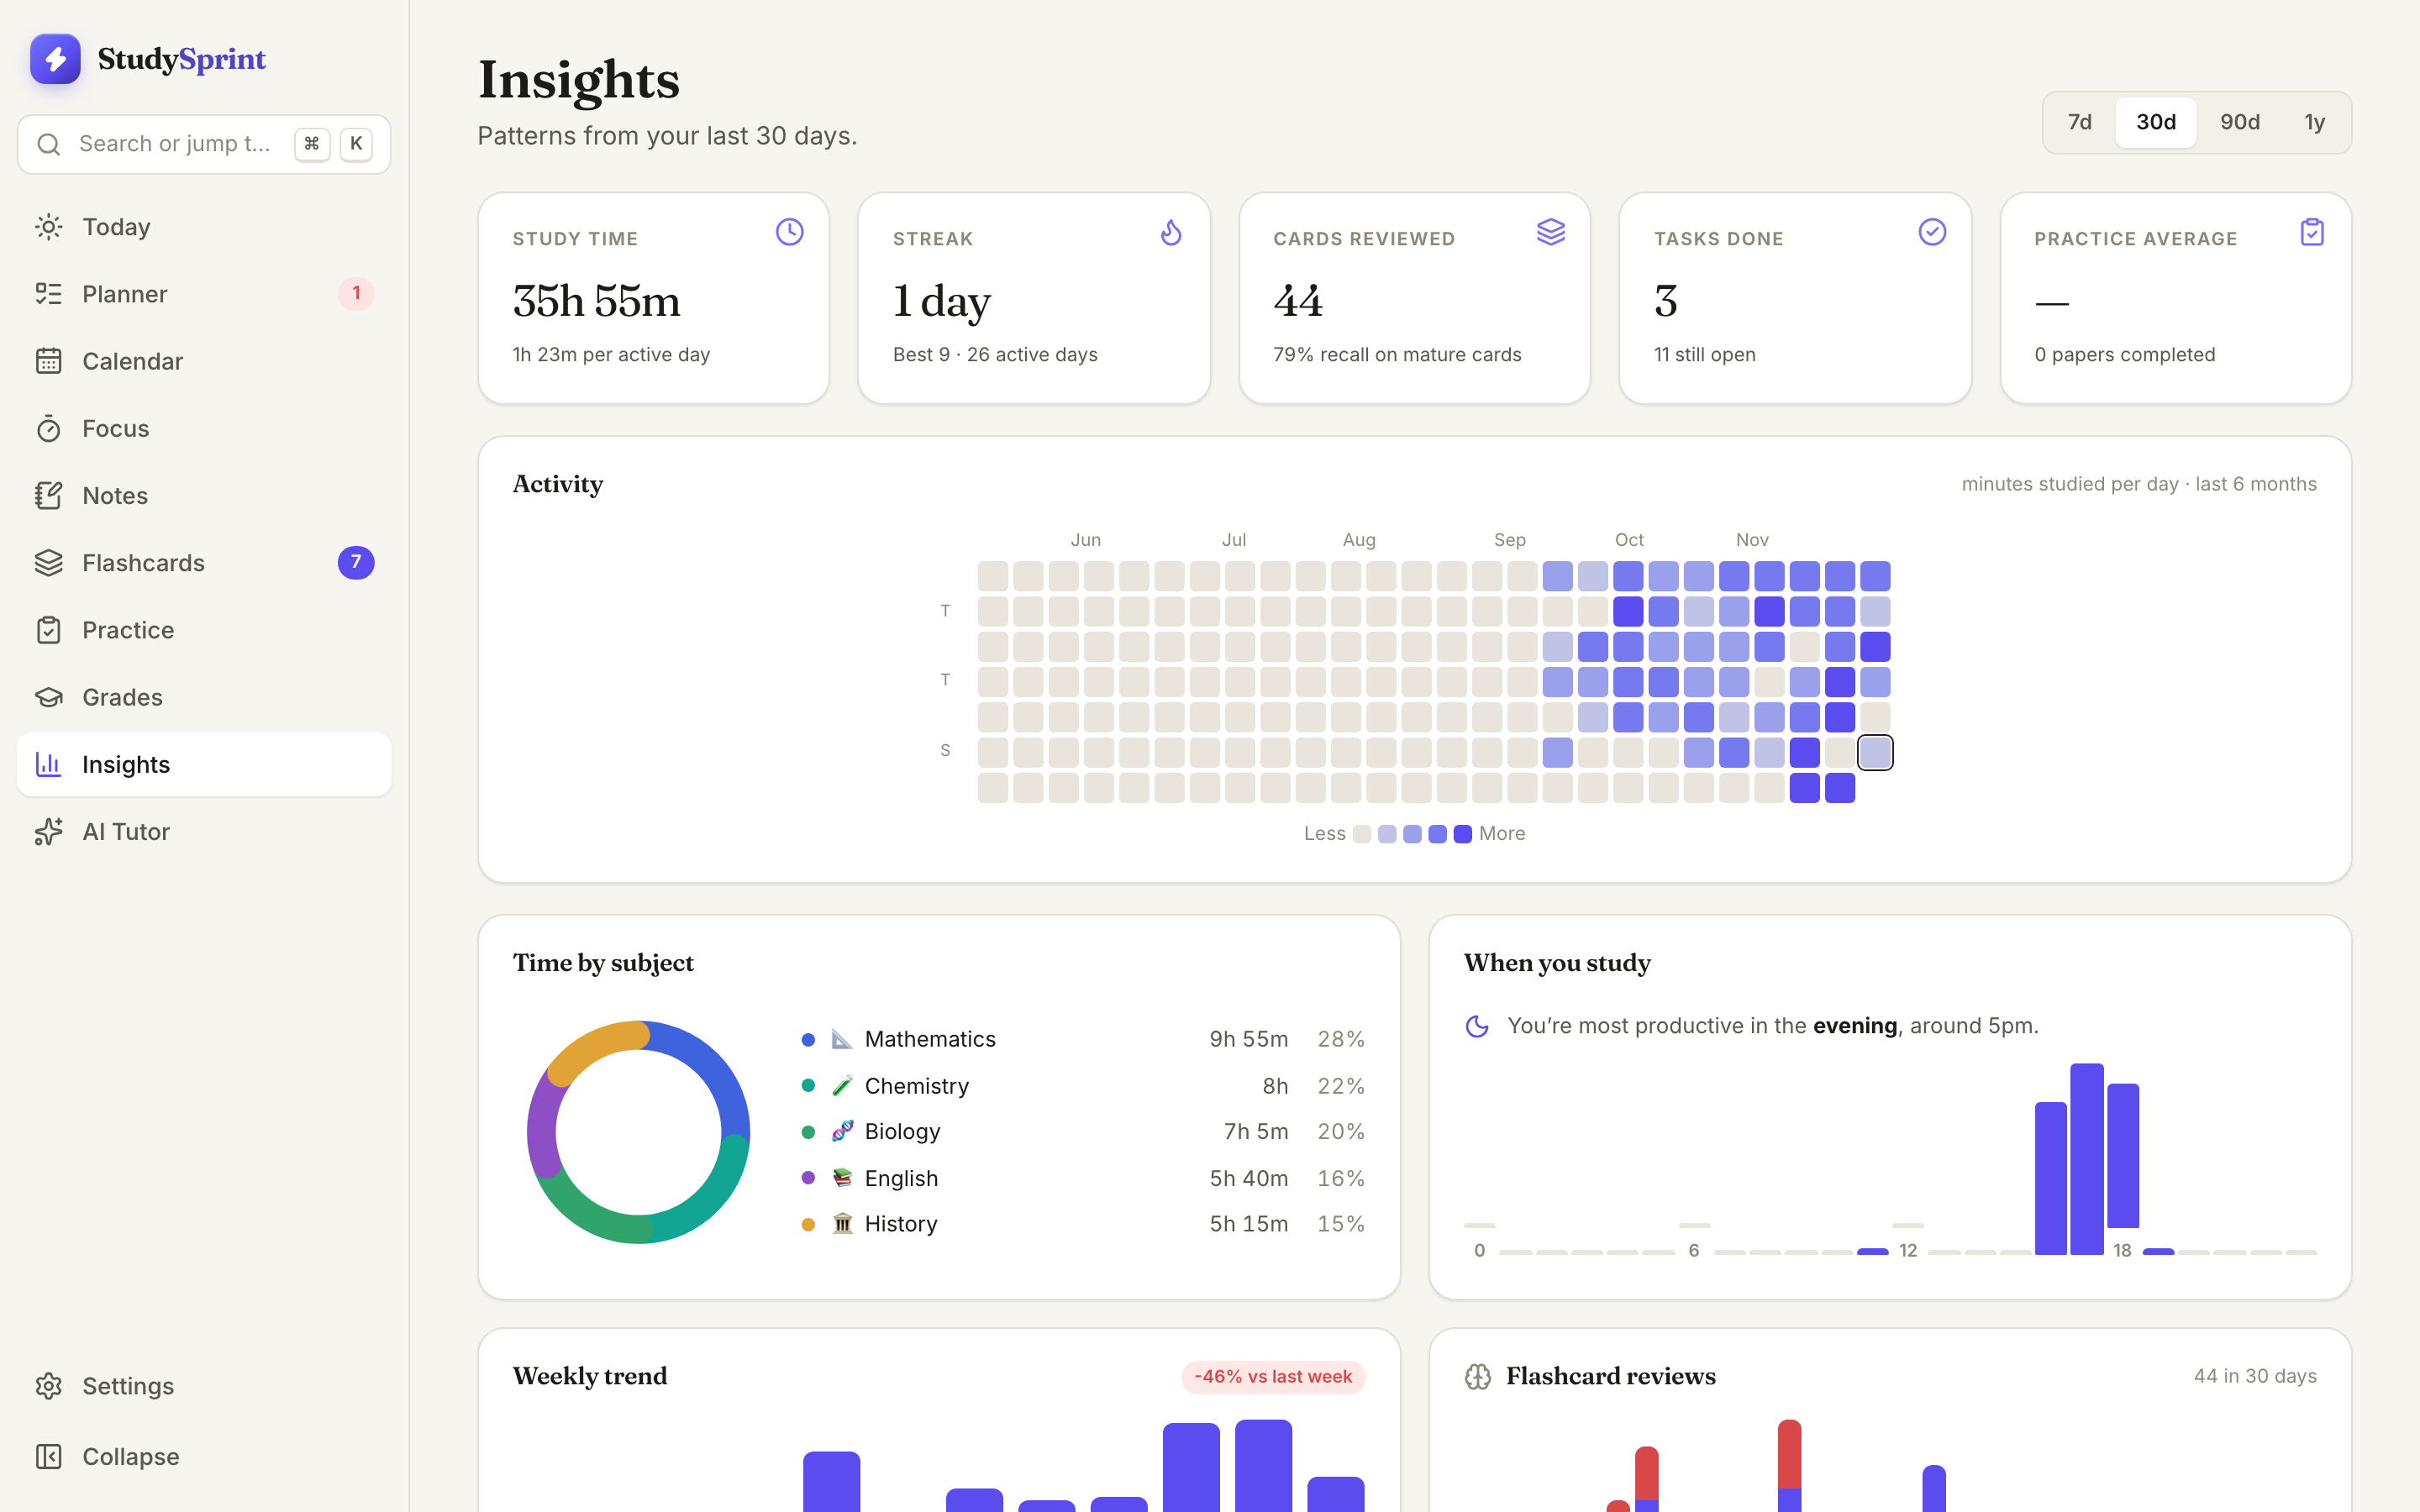 StudySprint
Search or jump t... ⌘ K
Today
Planner 1
Calendar
Focus
Notes
Flashcards 7
Practice
Grades
Insights
AI Tutor
Settings
Collapse
Insights
Patterns from your last 30 days.
7d 30d 90d 1y
STUDY TIME
35h 55m
1h 23m per active day
STREAK
1 day
Best 9 · 26 active days
CARDS REVIEWED
44
79% recall on mature cards
TASKS DONE
3
11 still open
PRACTICE AVERAGE
—
0 papers completed
Activity
minutes studied per day · last 6 months
Jun Jul Aug Sep Oct Nov
T
T
S
Less More
Time by subject
Mathematics 9h 55m 28%
Chemistry 8h 22%
Biology 7h 5m 20%
English 5h 40m 16%
History 5h 15m 15%
When you study
You’re most productive in the evening, around 5pm.
0 6 12 18
Weekly trend
-46% vs last week
Flashcard reviews
44 in 30 days